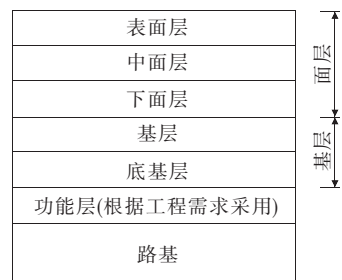 表面层
中面层
下面层
基层
底基层
功能层(根据工程需求采用)
路基
面层
基层